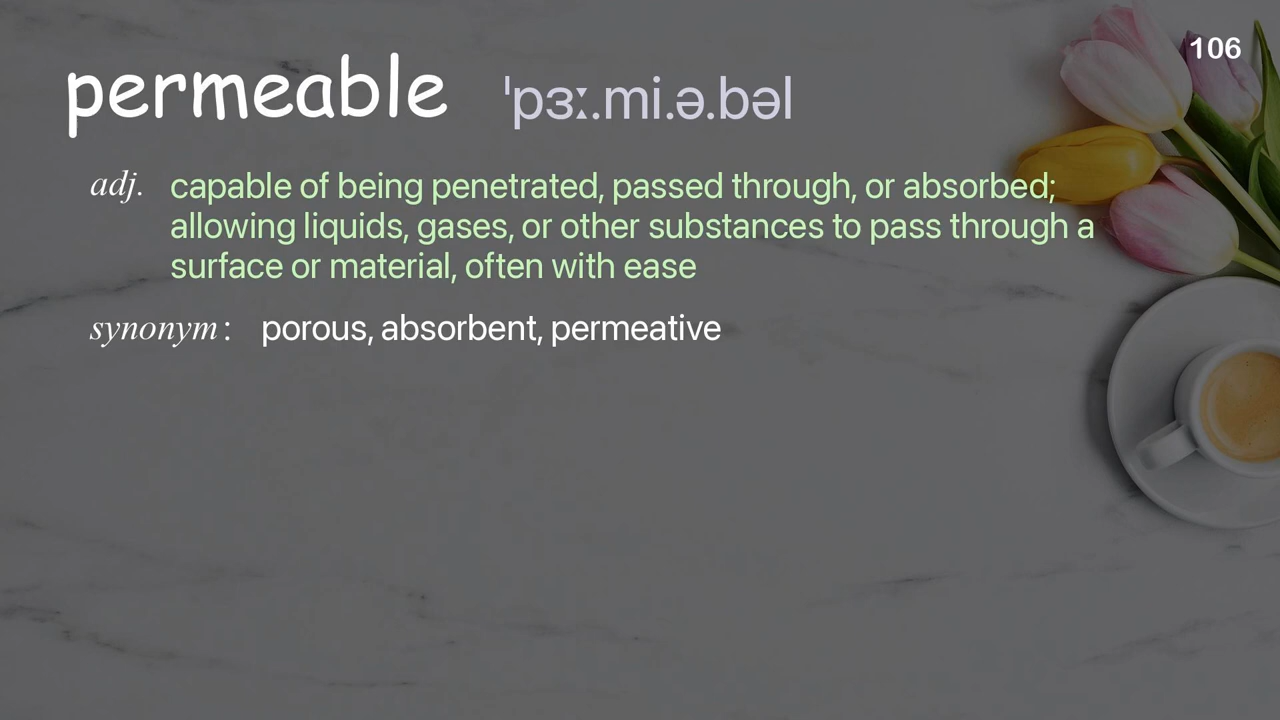 106
permeable ˈpɜː.mi.ə.bəl
adj. capable of being penetrated, passed through, or absorbed;
allowing liquids, gases, or other substances to pass through a
surface or material, often with ease
synonym: porous, absorbent, permeative